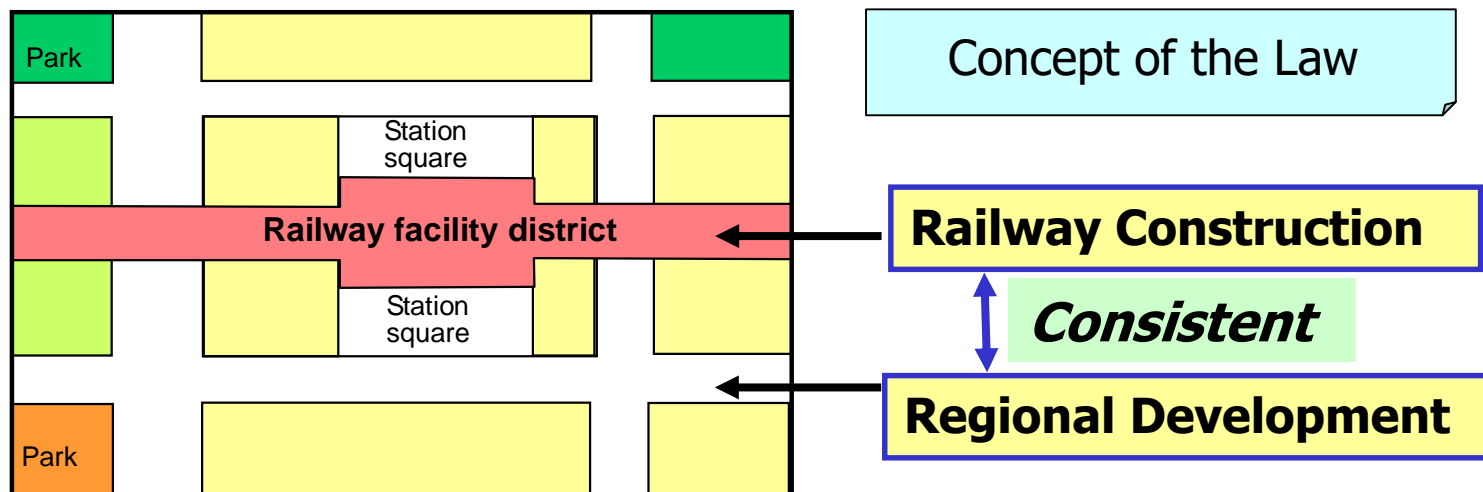 Park
Concept of the Law
Station
square
Railway facility district
Railway Construction
Station
square
Consistent
Regional Development
Park